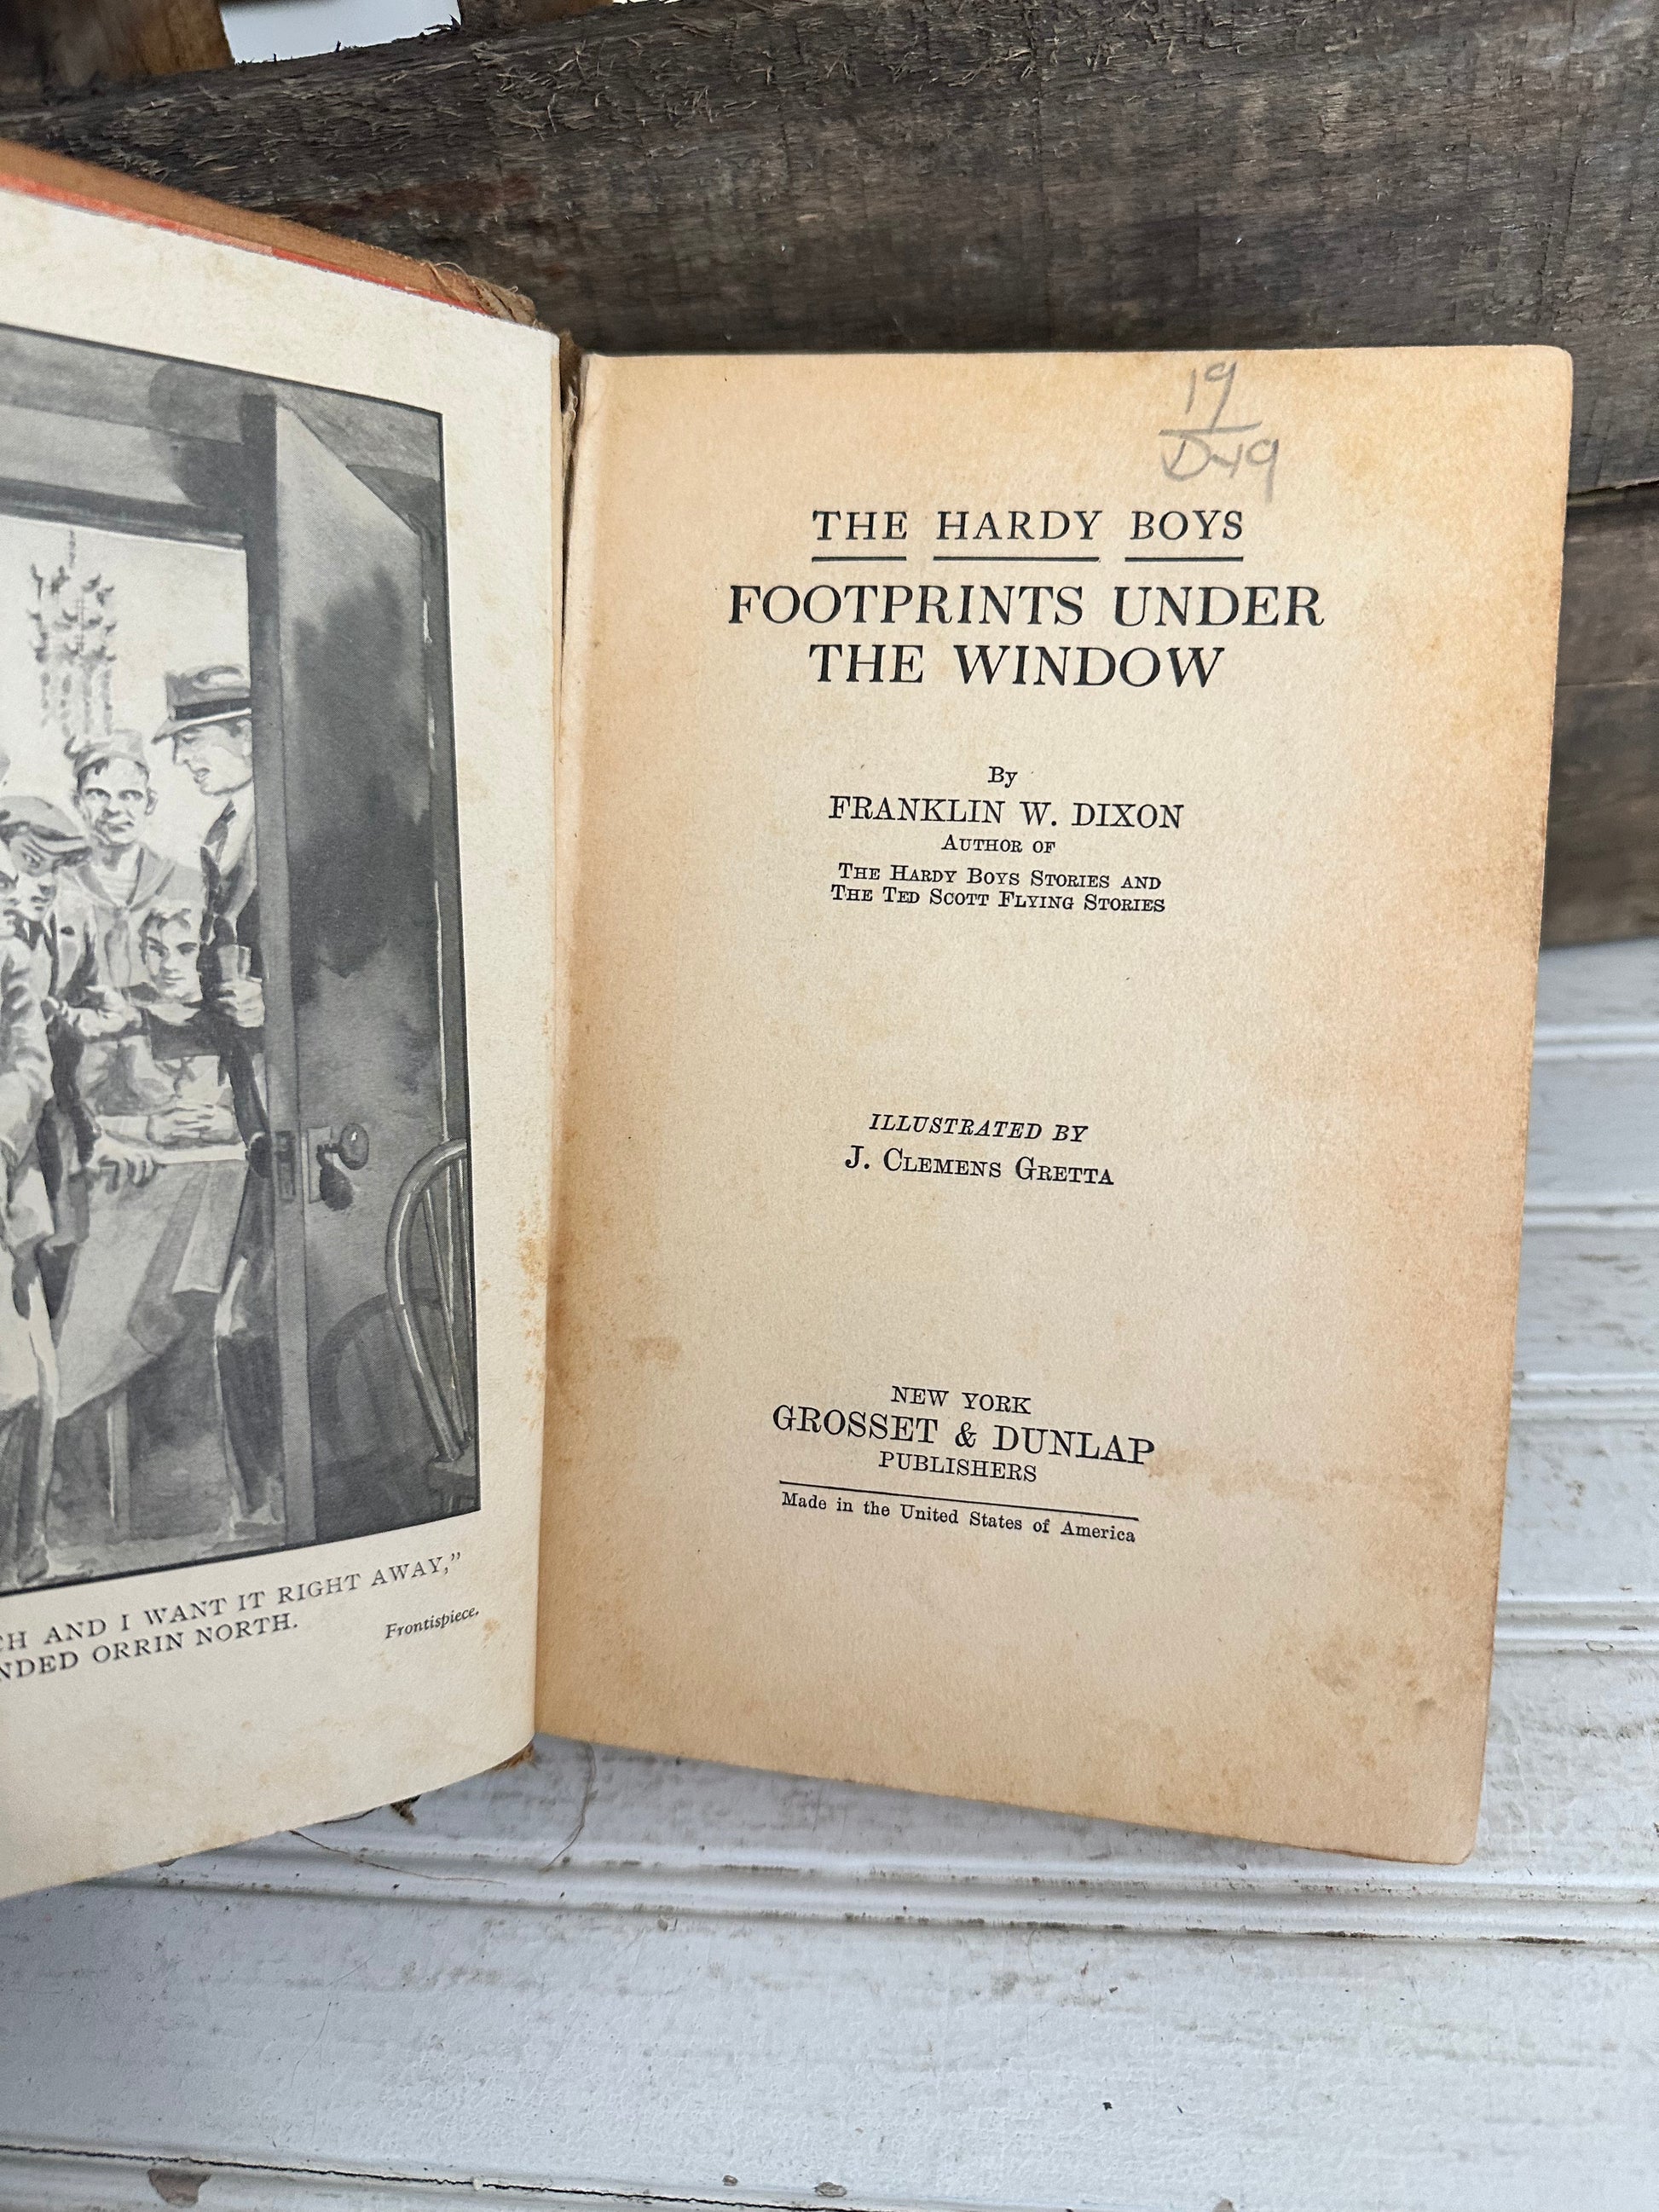 CH AND I WANT IT RIGHT AWAY,"
NDED ORRIN NORTH.
Frontispiece.
19
D49
THE HARDY BOYS
FOOTPRINTS UNDER
THE WINDOW
By
FRANKLIN W. DIXON
AUTHOR OF
THE HARDY BOYS STORIES AND
THE TED SCOTT FLYING STORIES
ILLUSTRATED BY
J. CLEMENS GRETTA
NEW YORK
GROSSET & DUNLAP
PUBLISHERS
Made in the United States of America